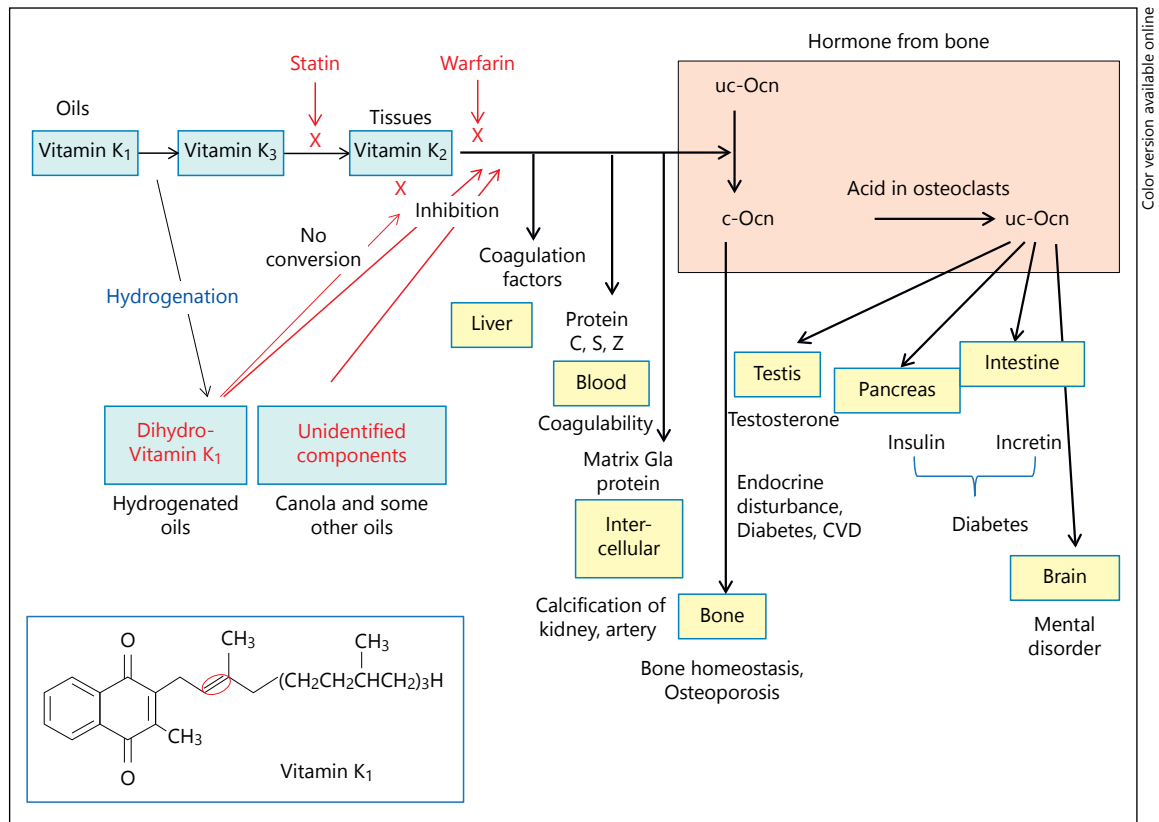 Color version available online
Hormone from bone
Statin
Warfarin
uc-Ocn
Oils
Tissues
Vitamin K1
Vitamin K3
X
Vitamin K2
X
X
Inhibition
No
conversion
Hydrogenation
c-Ocn
Acid in osteoclasts
uc-Ocn
Coagulation
factors
Liver
Protein
C, S, Z
Blood
Coagulability
Matrix Gla
protein
Inter-
cellular
Calcification of
kidney, artery
Testis
Testosterone
Pancreas
Intestine
Insulin
Incretin
Diabetes
Endocrine
disturbance,
Diabetes, CVD
Bone
Bone homeostasis,
Osteoporosis
Brain
Mental
disorder
Dihydro-
Vitamin K1
Hydrogenated
oils
Unidentified
components
Canola and some
other oils
O
CH3
CH3
(CH2CH2CHCH2)3H
CH3
O
Vitamin K1